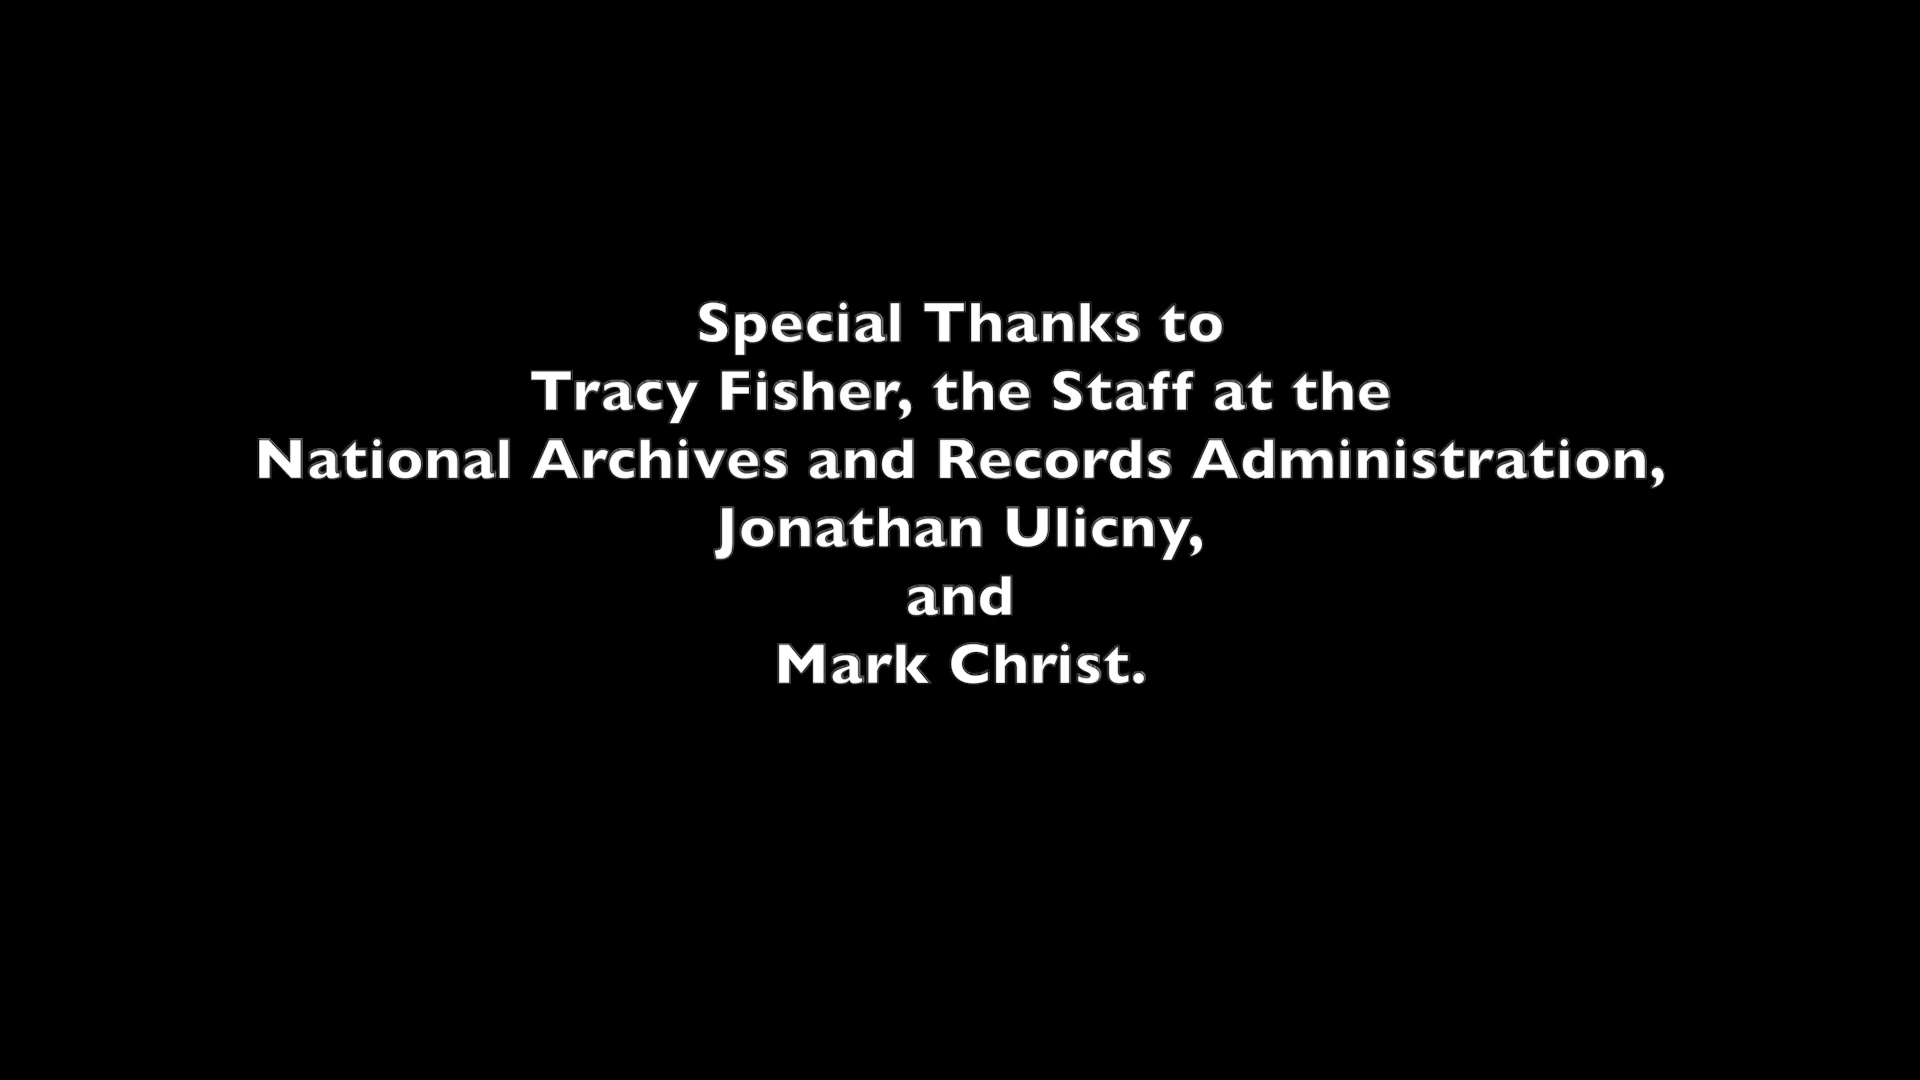 Special Thanks to
Tracy Fisher, the Staff at the
National Archives and Records Administration,
Jonathan Ulicny,
and
Mark Christ.